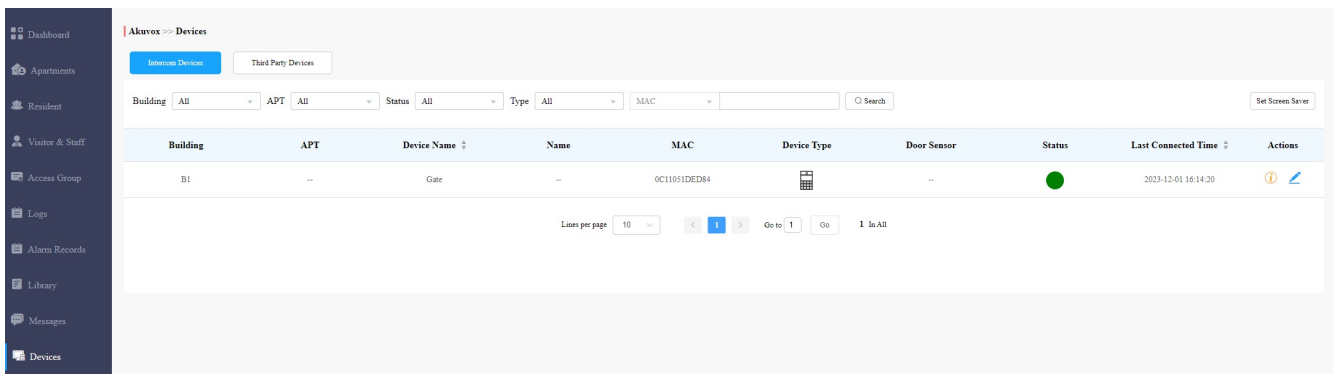 Dashboard
Apartments
Resident
Visitor & Staff
Access Group
Logs
Alarm Records
Library
Messages
Devices
Akuvox >> Devices
Intercom Devices Third Party Devices
Building All APT All Status All Type All MAC Search Set Screen Saver
Building APT Device Name Name MAC Device Type Door Sensor Status Last Connected Time Actions
B1 -- Gate -- 0C11051DED84 -- 2023-12-01 16:14:20
Lines per page 10 < 1 > Go to 1 Go 1 In All